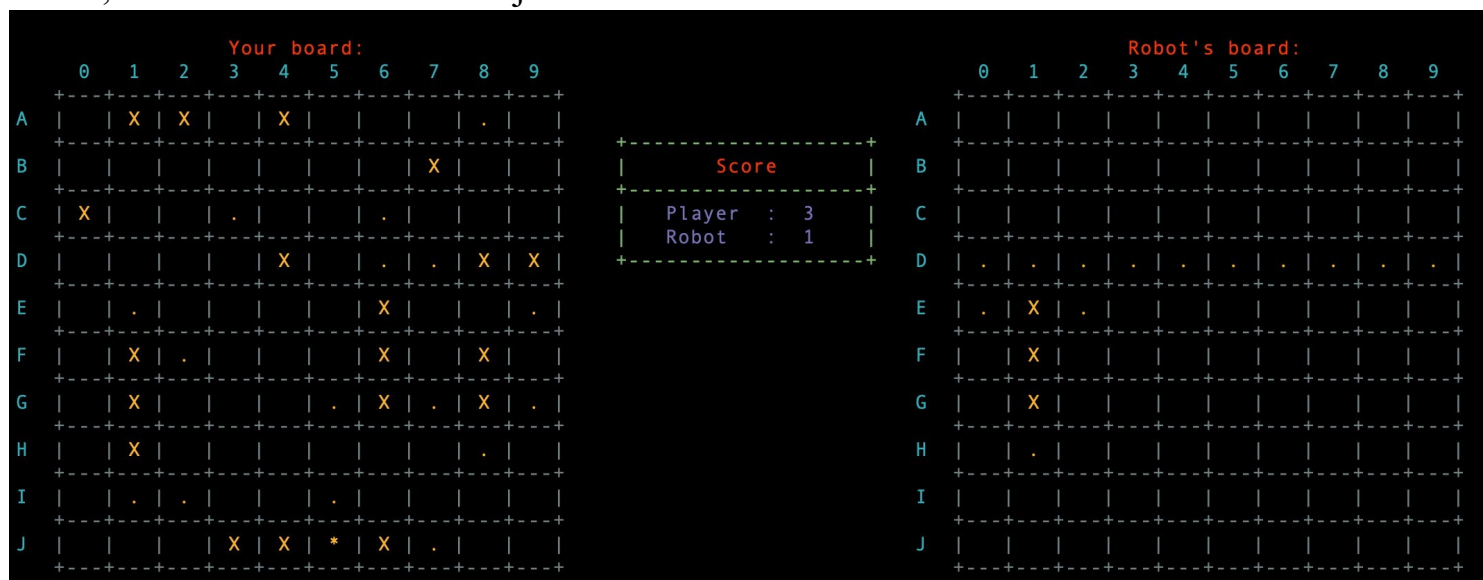 Your board:
0 1 2 3 4 5 6 7 8 9
A | | X | X | | X | | | | . | |
B | | | | | | | | X | | |
C | X | | | . | | | . | | | |
D | | | | | X | | . | . | X | X |
E | | . | | | | | X | | | . |
F | | X | . | | | | X | | X | |
G | | X | | | | . | X | . | X | . |
H | | X | | | | | | | . | |
I | | . | . | | | . | | | | |
J | | | | X | X | * | X | . | | |
Score
Player : 3
Robot : 1
Robot's board:
0 1 2 3 4 5 6 7 8 9
A | | | | | | | | | | |
B | | | | | | | | | | |
C | | | | | | | | | | |
D | . | . | . | . | . | . | . | . | . | . |
E | . | X | . | | | | | | | |
F | | X | | | | | | | | |
G | | X | | | | | | | | |
H | | . | | | | | | | | |
I | | | | | | | | | | |
J | | | | | | | | | | |